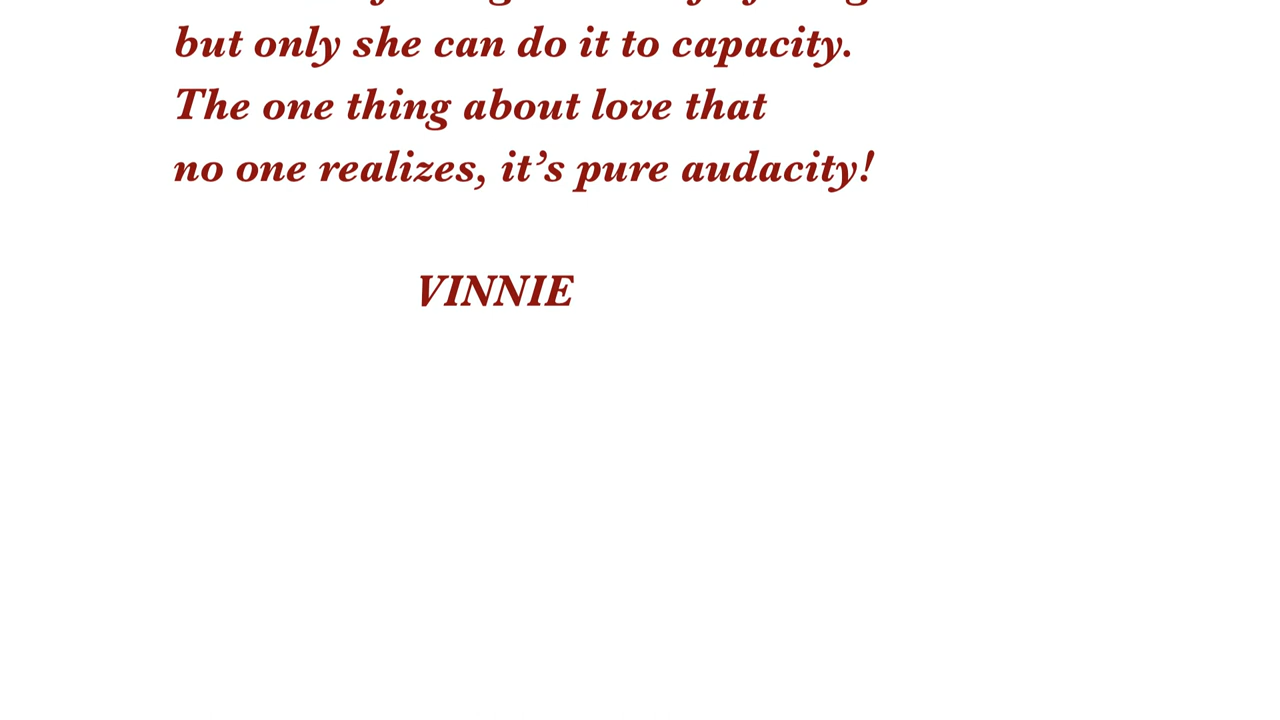 but only she can do it to capacity.
The one thing about love that
no one realizes, it’s pure audacity!
VINNIE